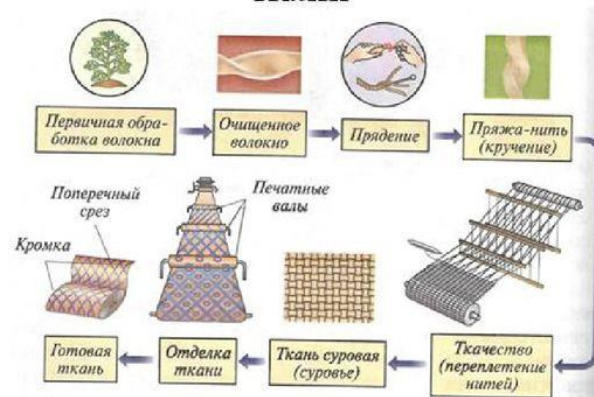 Первичная обра-
ботка волокна
Очищенное
волокно
Прядение
Пряжа-нить
(кручение)
Поперечный
срез
Кромка
Печатные
валы
Готовая
ткань
Отделка
ткани
Ткань суровая
(суровье)
Ткачество
(переплетение
нитей)